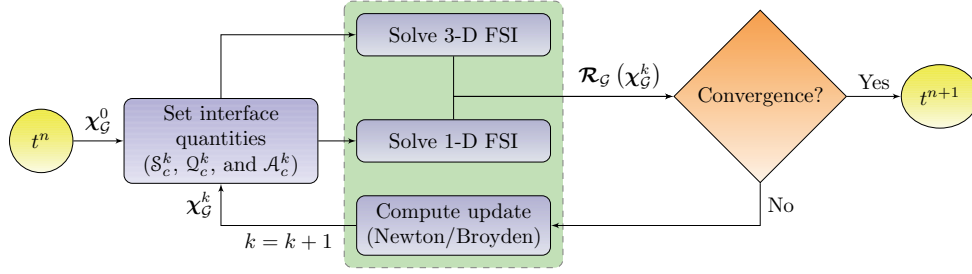 t^n
χ_𝒢^0
Set interface
quantities
(𝒮_c^k, 𝒬_c^k, and 𝒜_c^k)
χ_𝒢^k
k = k + 1
Solve 3-D FSI
Solve 1-D FSI
Compute update
(Newton/Broyden)
ℛ_𝒢 (χ_𝒢^k)
Convergence?
Yes
No
t^{n+1}